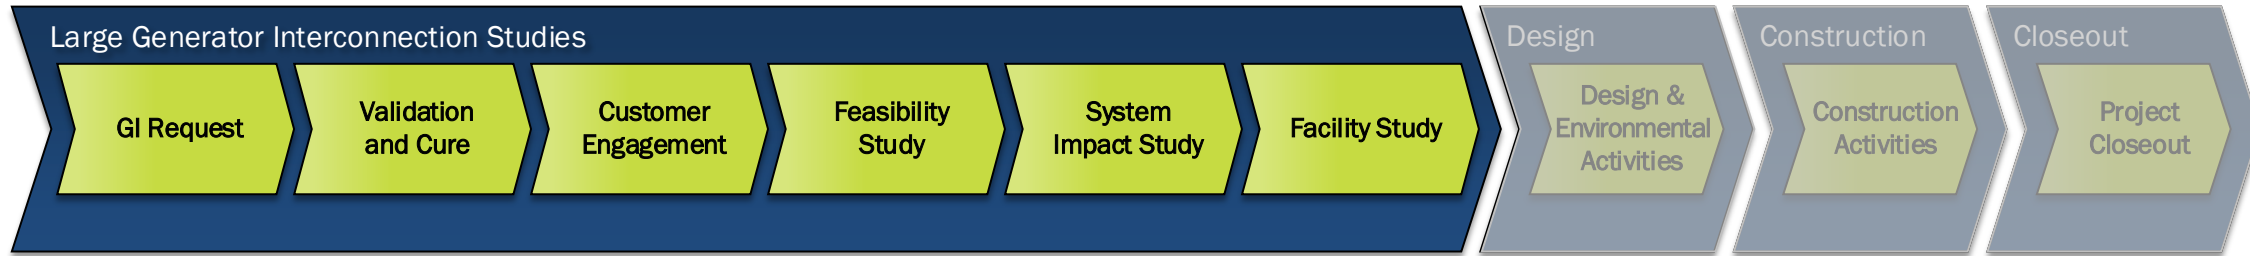 Large Generator Interconnection Studies
GI Request
Validation
and Cure
Customer
Engagement
Feasibility
Study
System
Impact Study
Facility Study
Design
Design &
Environmental
Activities
Construction
Construction
Activities
Closeout
Project
Closeout